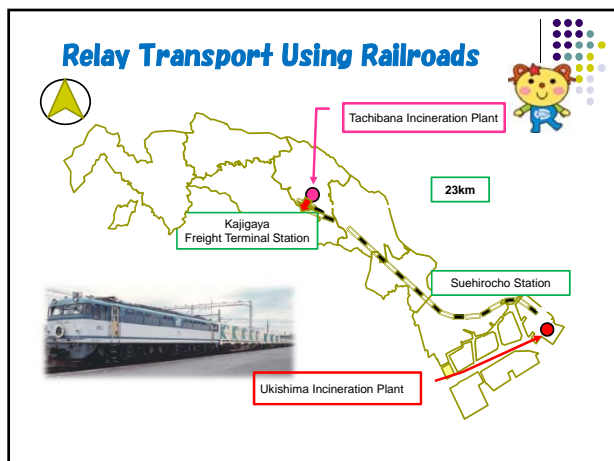 Relay Transport Using Railroads
Tachibana Incineration Plant
23km
Kajigaya
Freight Terminal Station
Suehirocho Station
Ukishima Incineration Plant